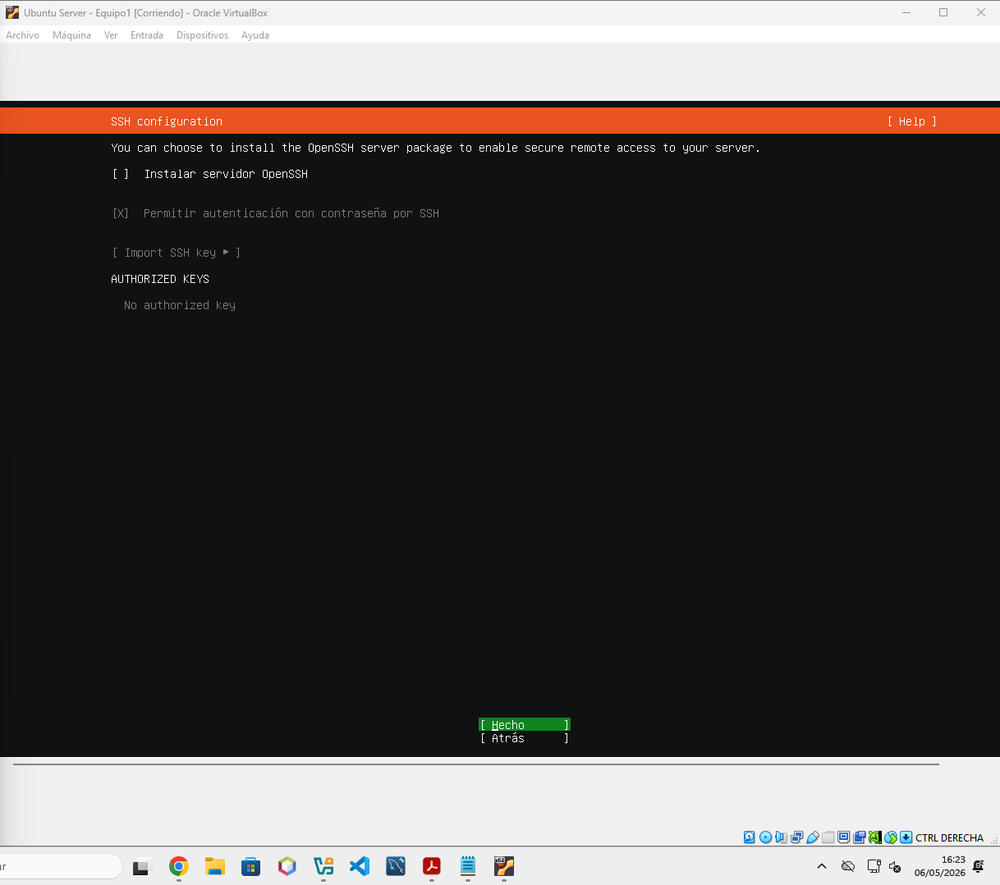 Ubuntu Server - Equipo1 [Corriendo] - Oracle VirtualBox
Archivo Máquina Ver Entrada Dispositivos Ayuda
SSH configuration [ Help ]
You can choose to install the OpenSSH server package to enable secure remote access to your server.
[ ] Instalar servidor OpenSSH
[X] Permitir autenticación con contraseña por SSH
[ Import SSH key ▸ ]
AUTHORIZED KEYS
No authorized key
[ Hecho ]
[ Atrás ]
CTRL DERECHA
ar
16:23
06/05/2026